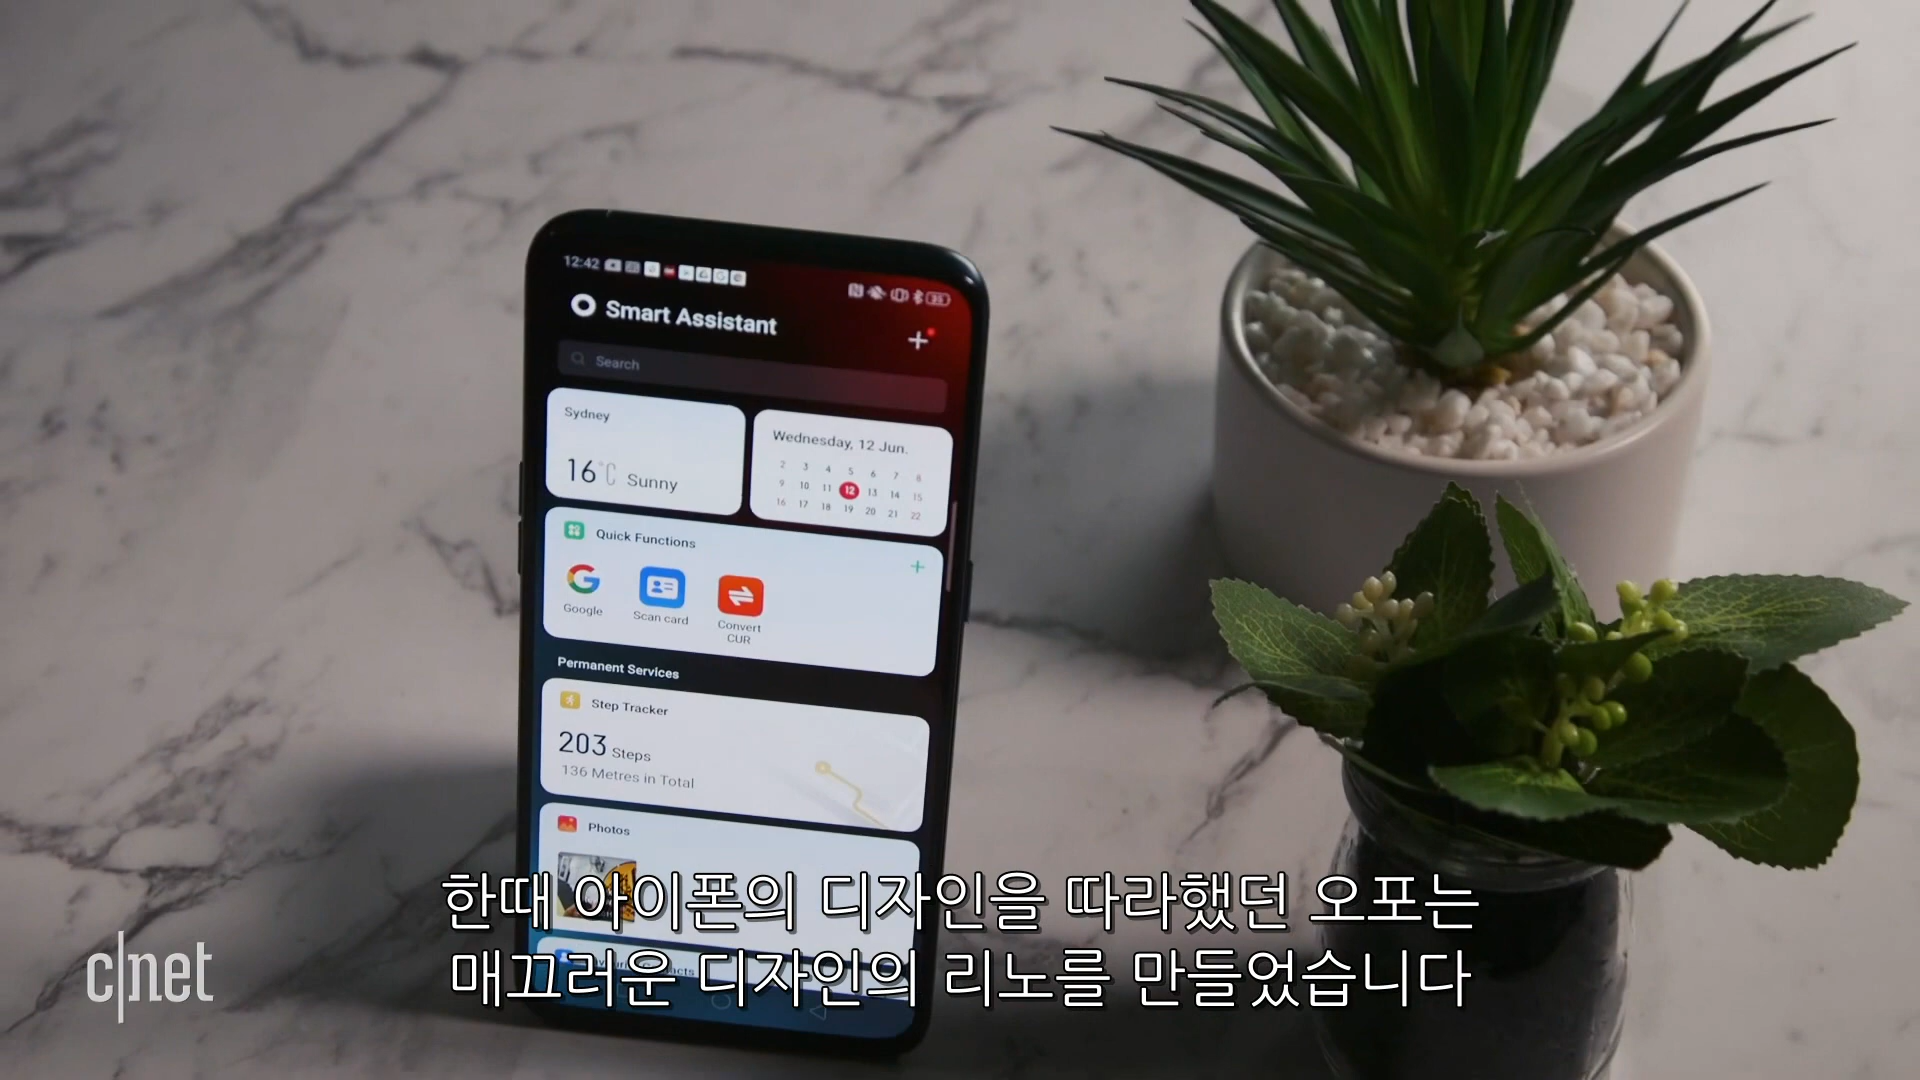 12:42
Smart Assistant
Search
Sydney
16°C Sunny
Wednesday, 12 Jun.
2 3 4 5 6 7 8
9 10 11 12 13 14 15
16 17 18 19 20 21 22
Quick Functions
Google
Scan card
Convert
CUR
Permanent Services
Step Tracker
203 Steps
136 Metres in Total
Photos
한때 아이폰의 디자인을 따라했던 오포는
매끄러운 디자인의 리노를 만들었습니다
c|net